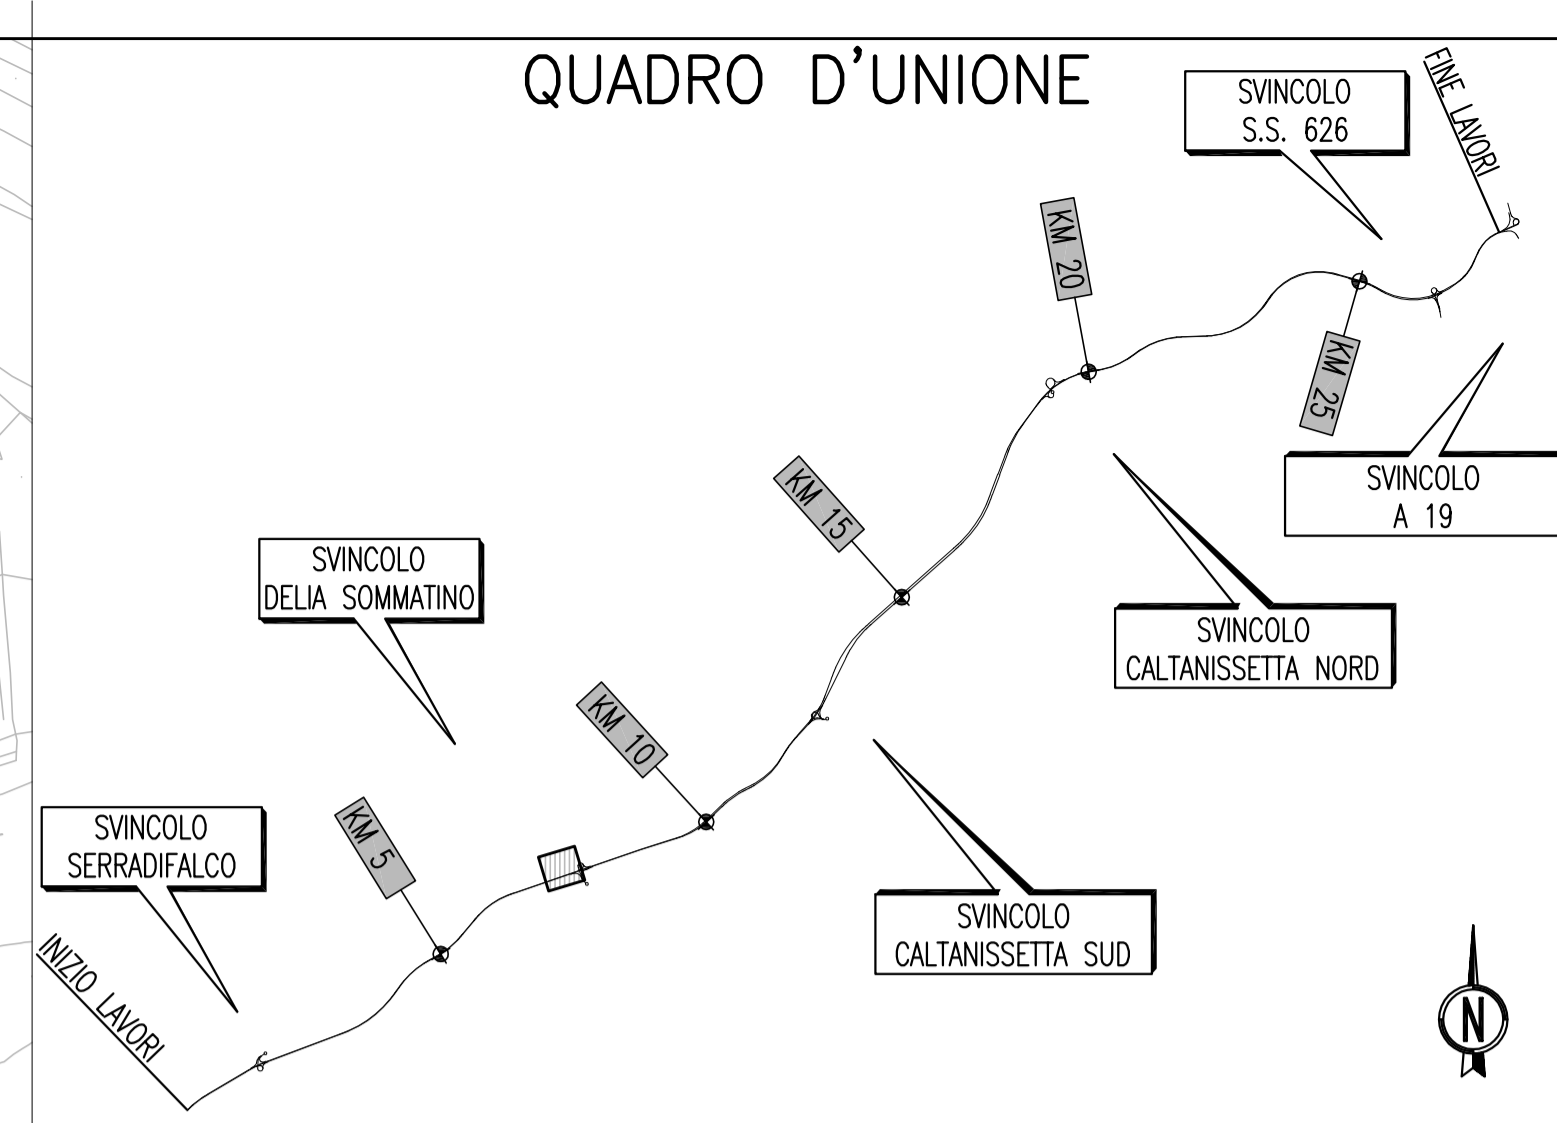 QUADRO D'UNIONE
SVINCOLO
S.S. 626
FINE LAVORI
KM 20
KM 25
SVINCOLO
A 19
KM 15
SVINCOLO
DELIA SOMMATINO
SVINCOLO
CALTANISSETTA NORD
KM 10
KM 5
SVINCOLO
SERRADIFALCO
SVINCOLO
CALTANISSETTA SUD
INIZIO LAVORI
N